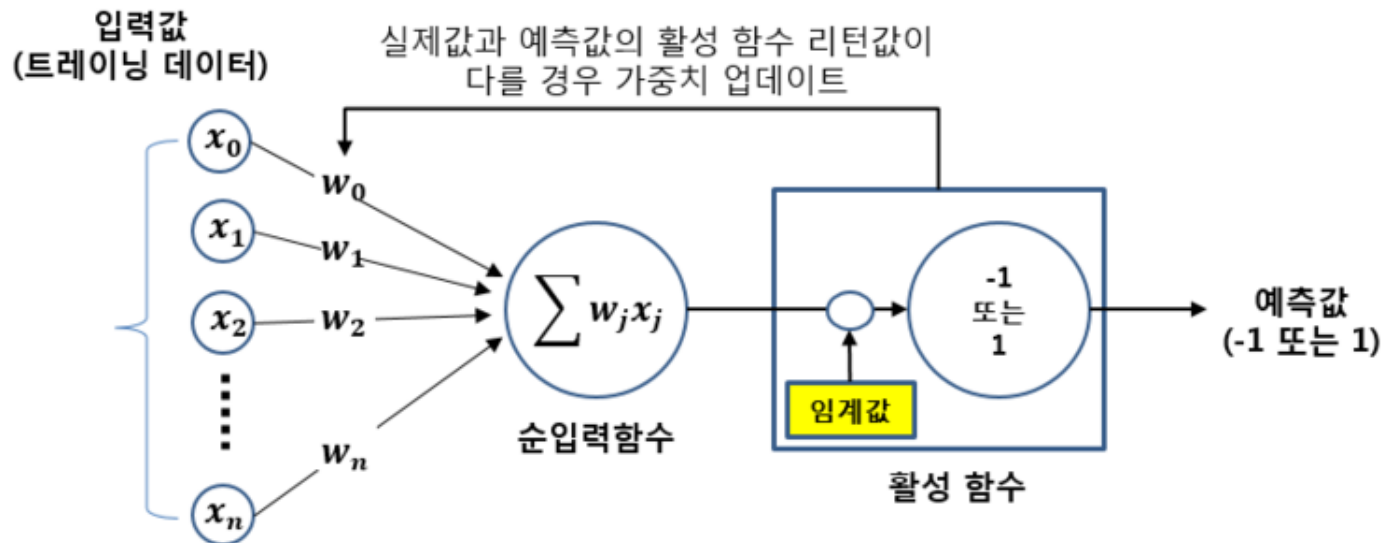 입력값
(트레이닝 데이터)
실제값과 예측값의 활성 함수 리턴값이
다를 경우 가중치 업데이트
x₀
w₀
x₁
w₁
x₂
w₂
xₙ
wₙ
∑ wⱼxⱼ
순입력함수
임계값
-1
또는
1
활성 함수
예측값
(-1 또는 1)